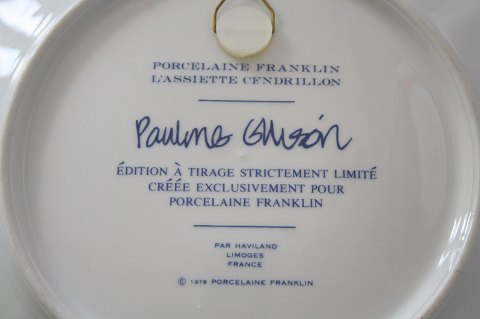 PORCELAINE FRANKLIN
L'ASSIETTE CENDRILLON
Pauline Ellison
ÉDITION À TIRAGE STRICTEMENT LIMITÉ
CRÉÉE EXCLUSIVEMENT POUR
PORCELAINE FRANKLIN
PAR HAVILAND
LIMOGES
FRANCE
© 1978 PORCELAINE FRANKLIN